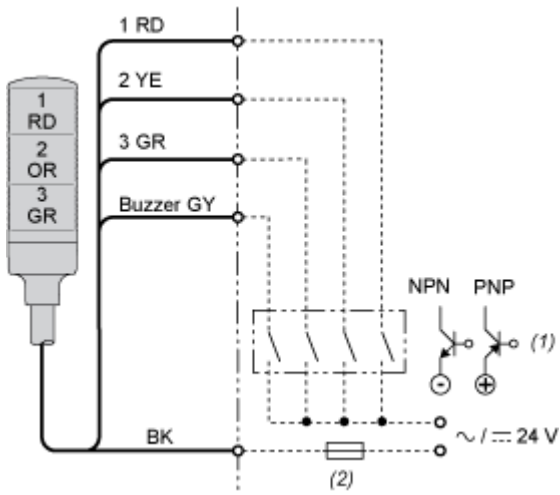 1 RD
2 YE
3 GR
Buzzer GY
1
RD
2
OR
3
GR
NPN PNP
(1)
BK
~ / ⎓ 24 V
(2)